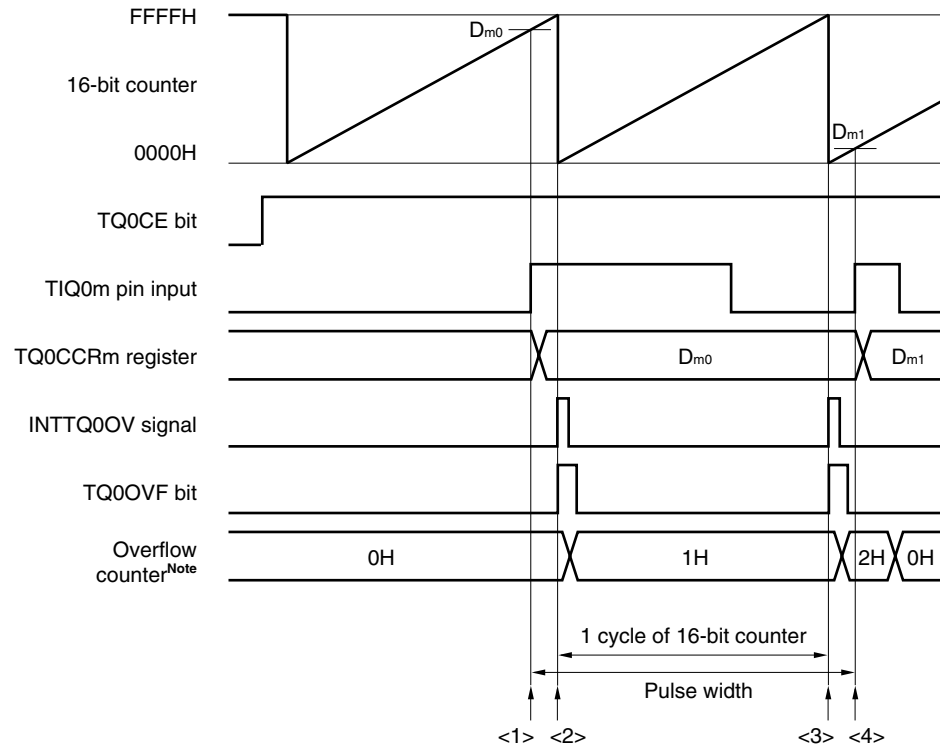 FFFFH
Dm0
16-bit counter
Dm1
0000H
TQ0CE bit
TIQ0m pin input
TQ0CCRm register
Dm0
Dm1
INTTQ0OV signal
TQ0OVF bit
Overflow
counterNote
0H
1H
2H
0H
1 cycle of 16-bit counter
Pulse width
<1>
<2>
<3>
<4>